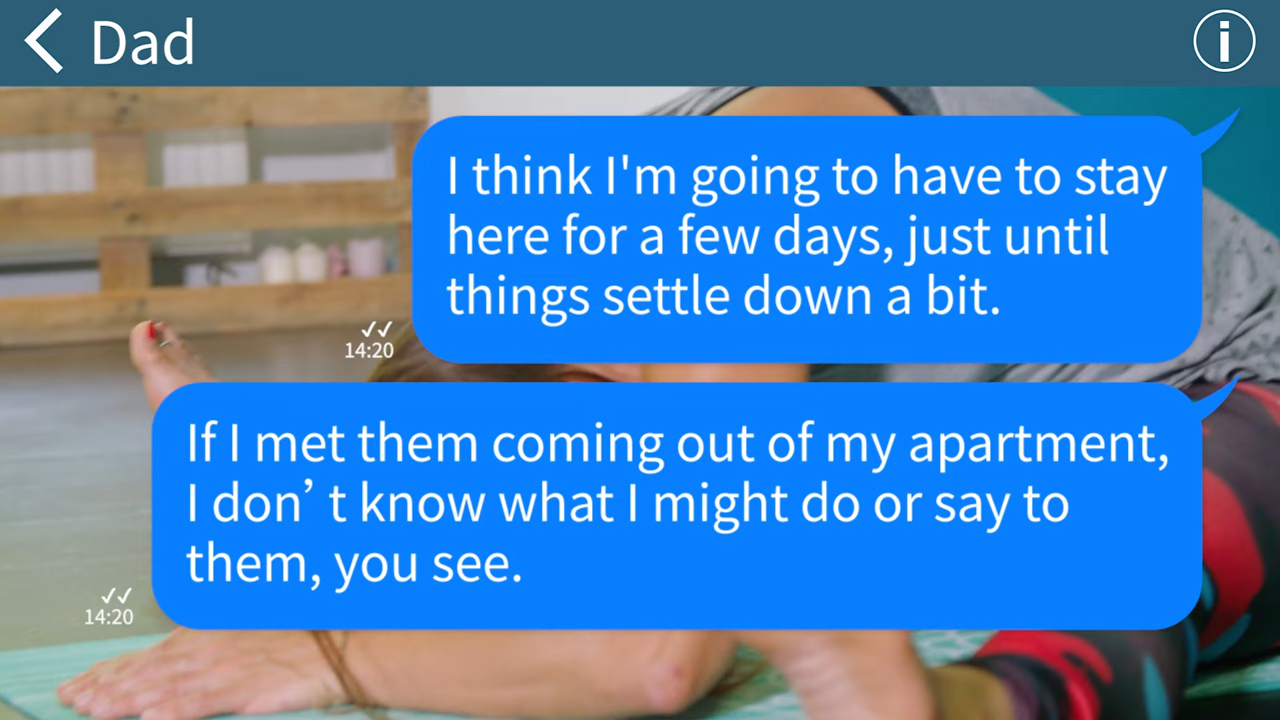 Dad
I think I'm going to have to stay
here for a few days, just until
things settle down a bit.
14:20
If I met them coming out of my apartment,
I don’ t know what I might do or say to
them, you see.
14:20